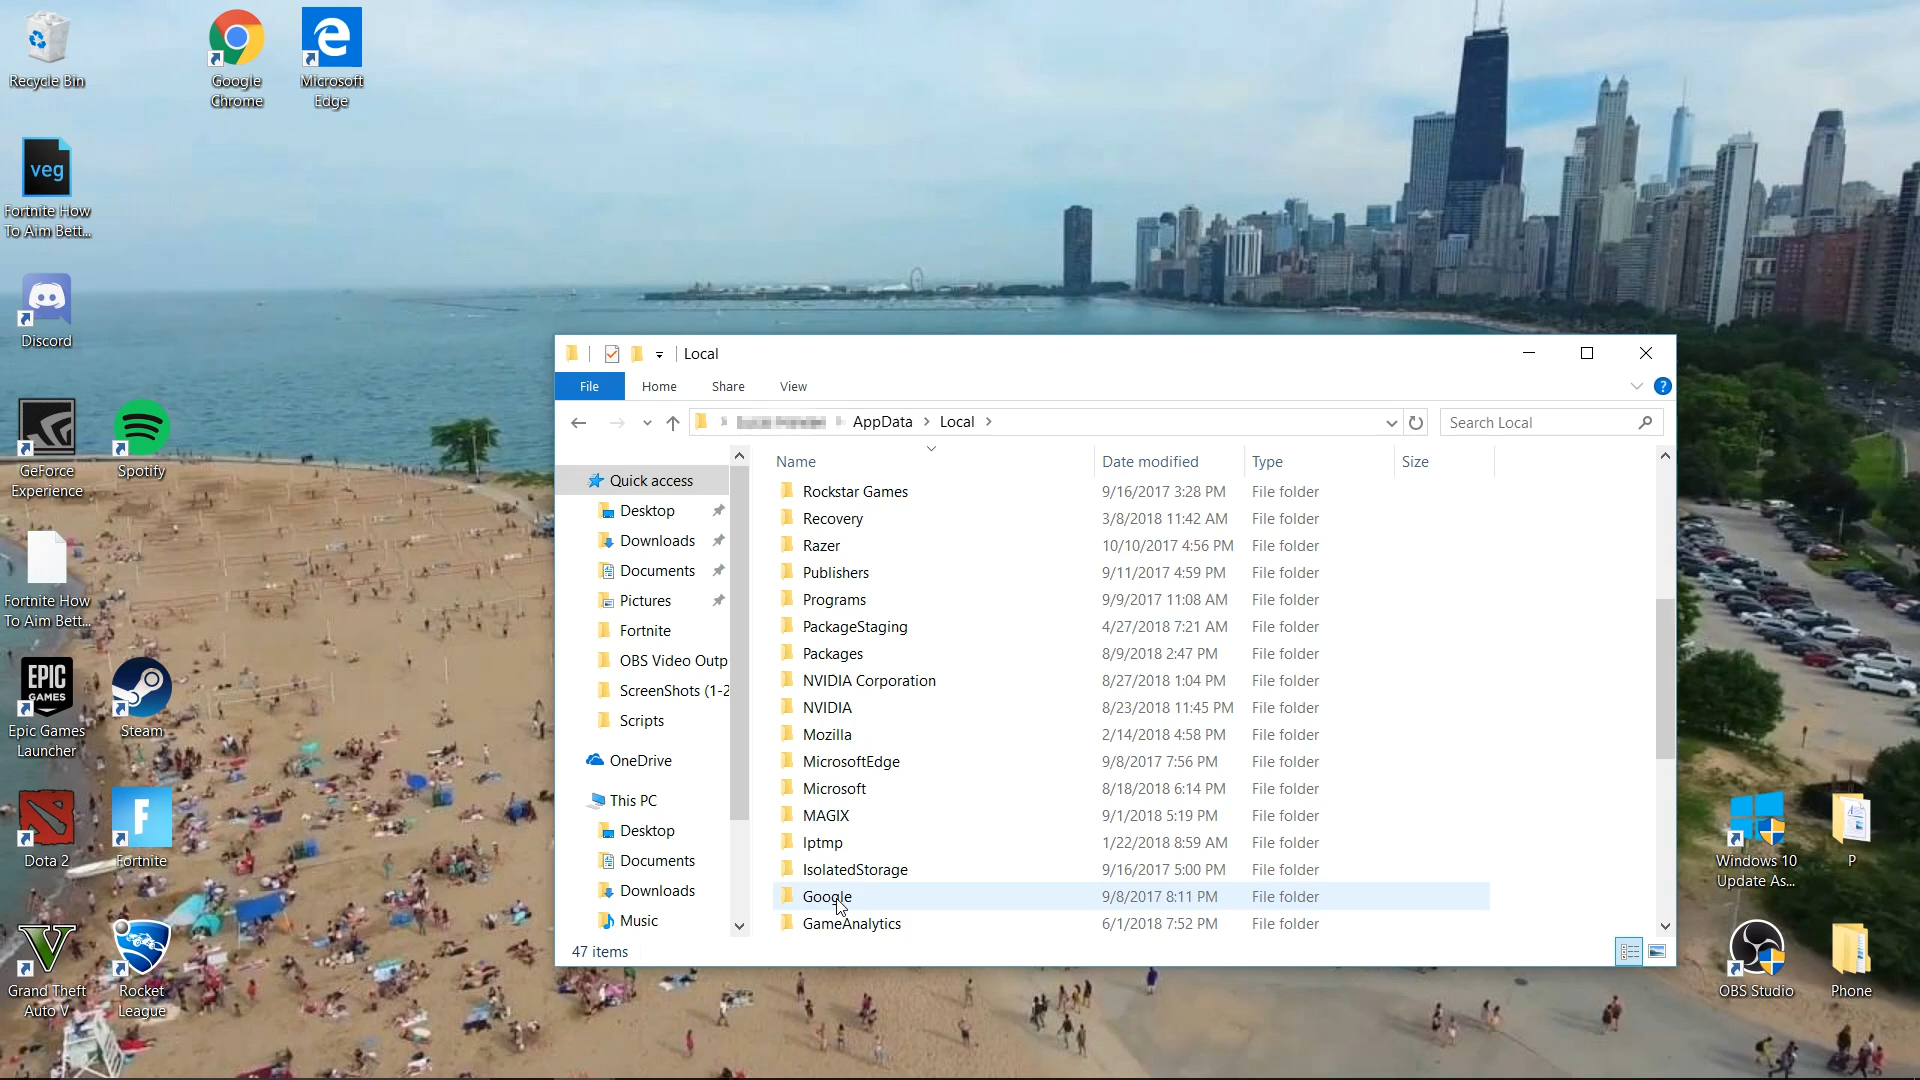 Recycle Bin
Google
Chrome
Microsoft
Edge
veg
Fortnite How
To Aim Bett...
Discord
GeForce
Experience
Spotify
Fortnite How
To Aim Bett...
EPIC
GAMES
Epic Games
Launcher
Steam
Dota 2
F
Fortnite
Grand Theft
Auto V
Rocket
League
Local
File
Home
Share
View
?
AppData
Local
Search Local
Name
Date modified
Type
Size
Quick access
Desktop
Downloads
Documents
Pictures
Fortnite
OBS Video Outp
ScreenShots (1-2
Scripts
OneDrive
This PC
Desktop
Documents
Downloads
Music
Rockstar Games 9/16/2017 3:28 PM File folder
Recovery 3/8/2018 11:42 AM File folder
Razer 10/10/2017 4:56 PM File folder
Publishers 9/11/2017 4:59 PM File folder
Programs 9/9/2017 11:08 AM File folder
PackageStaging 4/27/2018 7:21 AM File folder
Packages 8/9/2018 2:47 PM File folder
NVIDIA Corporation 8/27/2018 1:04 PM File folder
NVIDIA 8/23/2018 11:45 PM File folder
Mozilla 2/14/2018 4:58 PM File folder
MicrosoftEdge 9/8/2017 7:56 PM File folder
Microsoft 8/18/2018 6:14 PM File folder
MAGIX 9/1/2018 5:19 PM File folder
Iptmp 1/22/2018 8:59 AM File folder
IsolatedStorage 9/16/2017 5:00 PM File folder
Google 9/8/2017 8:11 PM File folder
GameAnalytics 6/1/2018 7:52 PM File folder
47 items
Windows 10
Update As...
P
OBS Studio
Phone